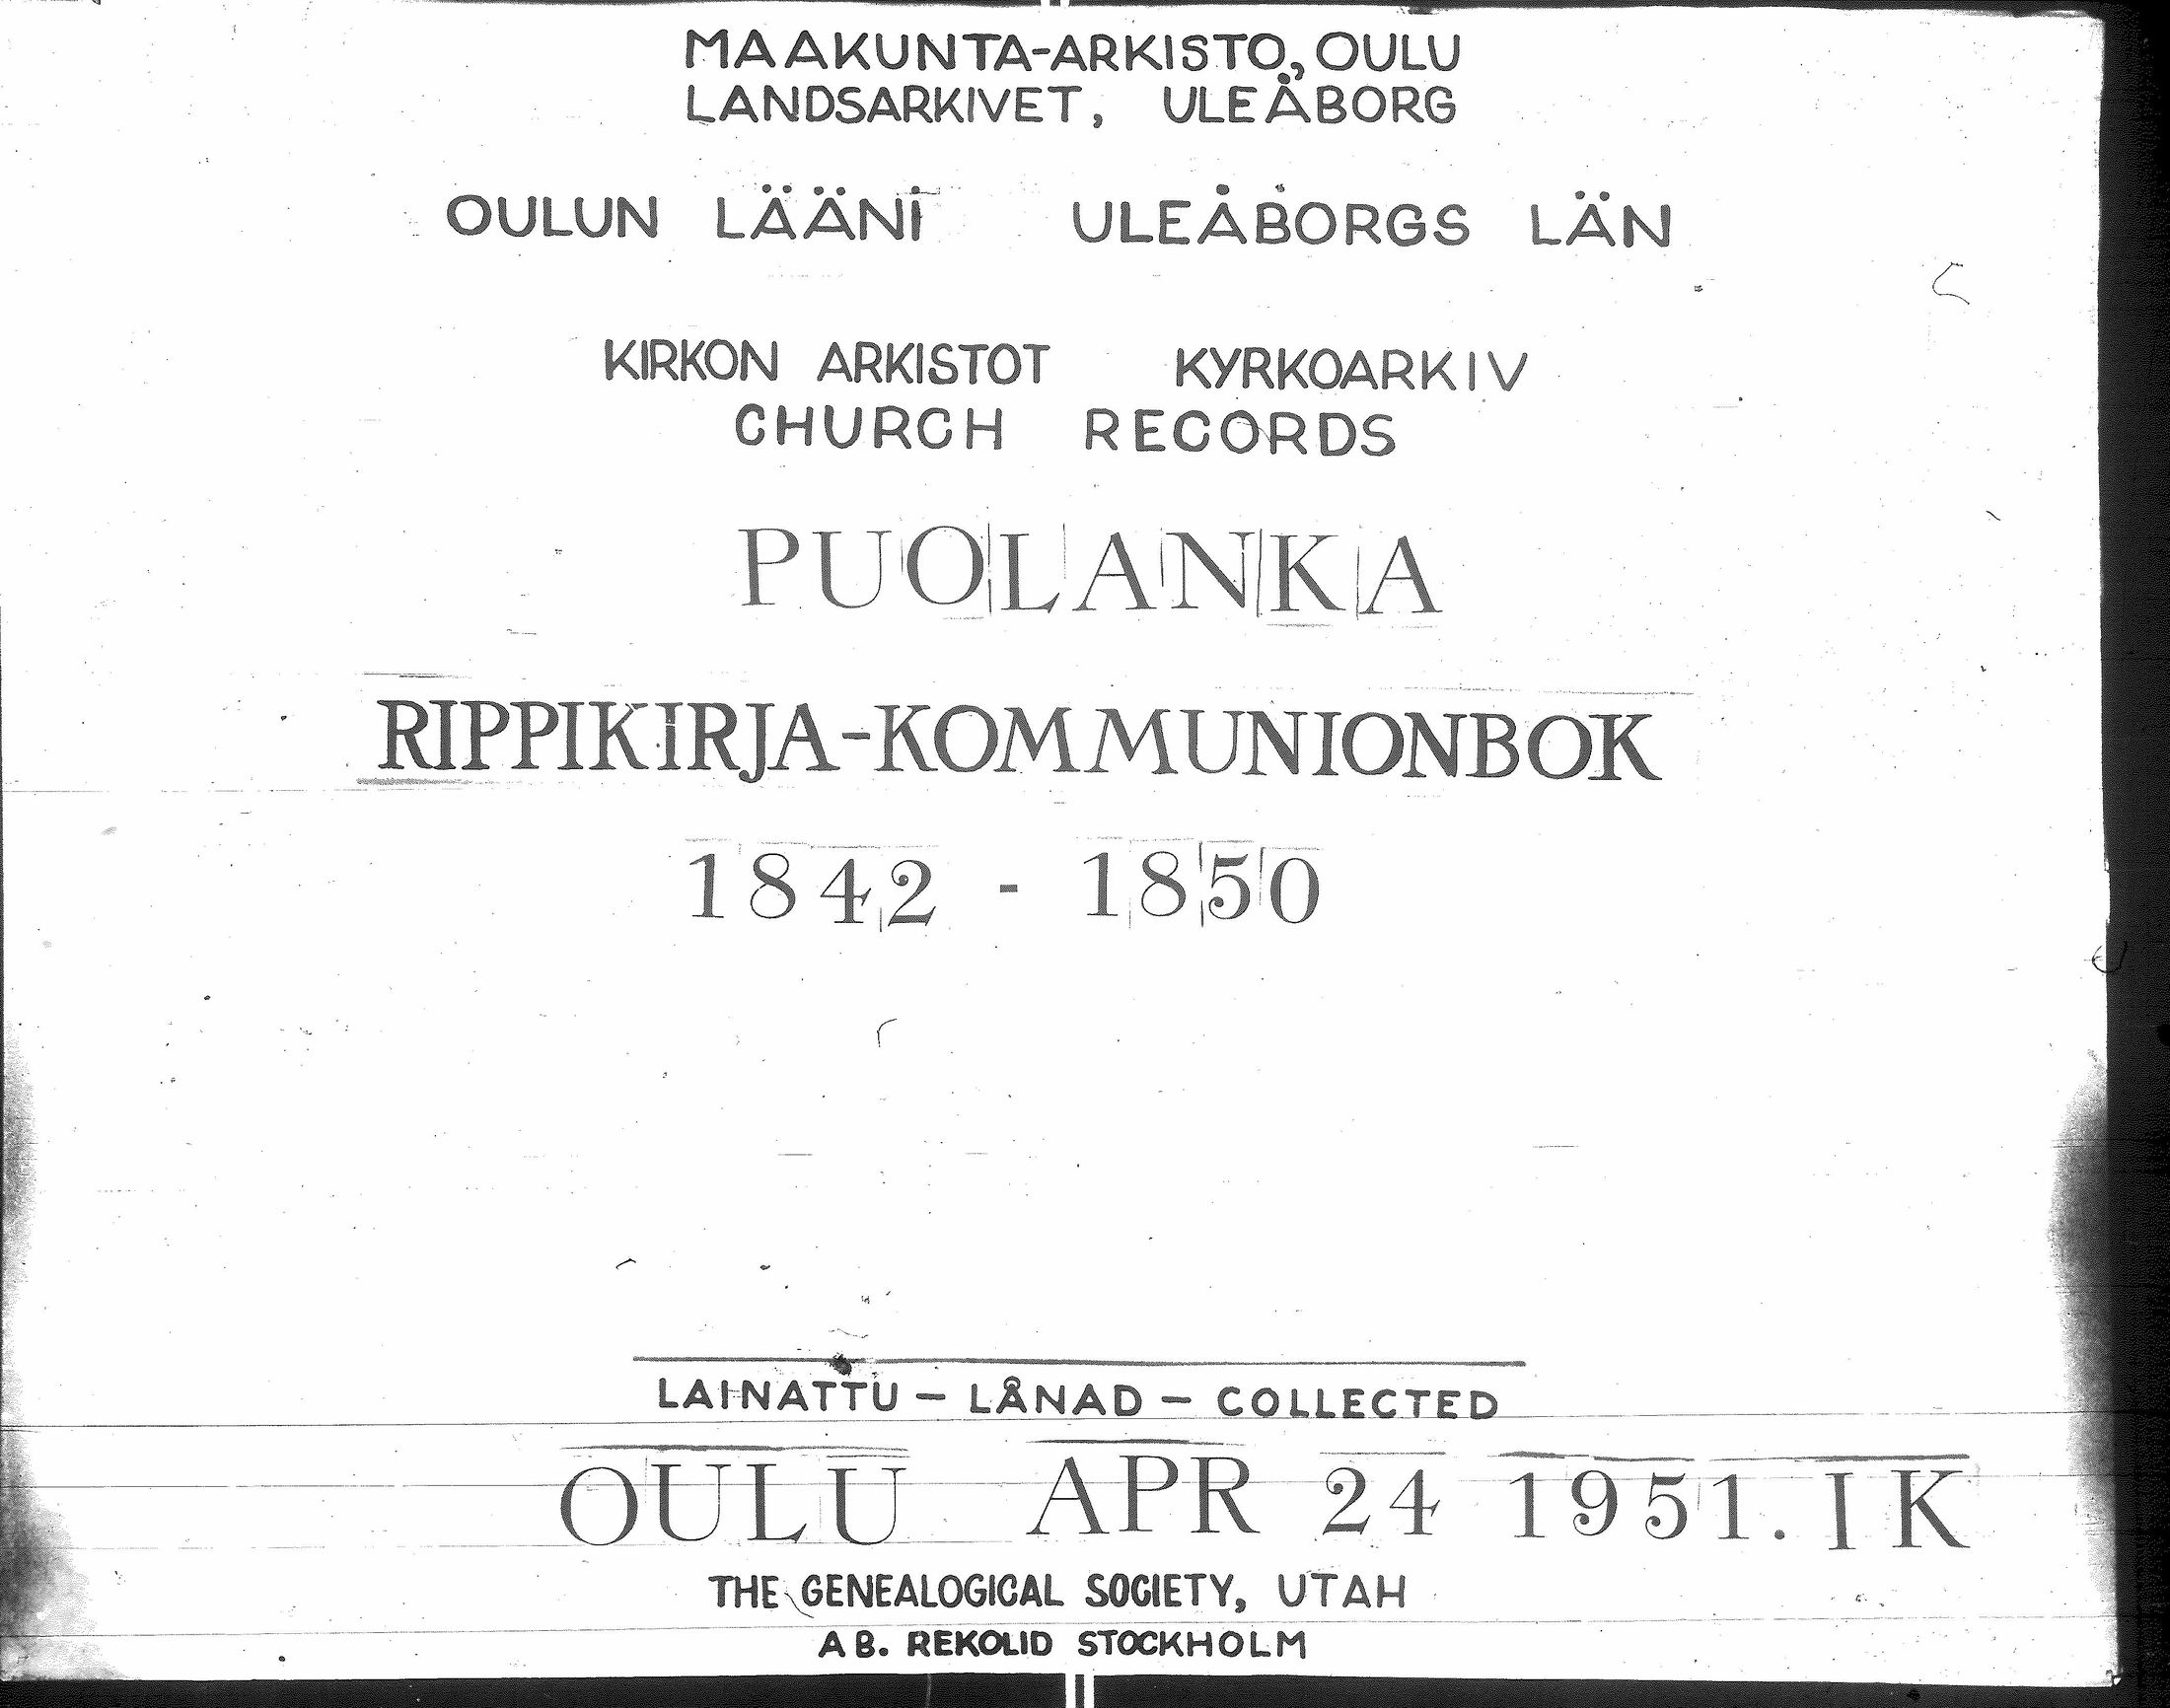 MAAKUNTA-ARKISTO, OULU
LANDSARKIVET, ULEÅBORG
OULUN LÄÄNI ULEÅBORGS LÄN
KIRKON ARKISTOT KYRKOARKIV
CHURCH RECORDS
PUOLANKA
RIPPIKIRJA-KOMMUNIONBOK
1842 - 1850
LAINATTU – LÅNAD – COLLECTED
OULU APR 24 1951. I K
THE GENEALOGICAL SOCIETY, UTAH
AB. REKOLID STOCKHOLM